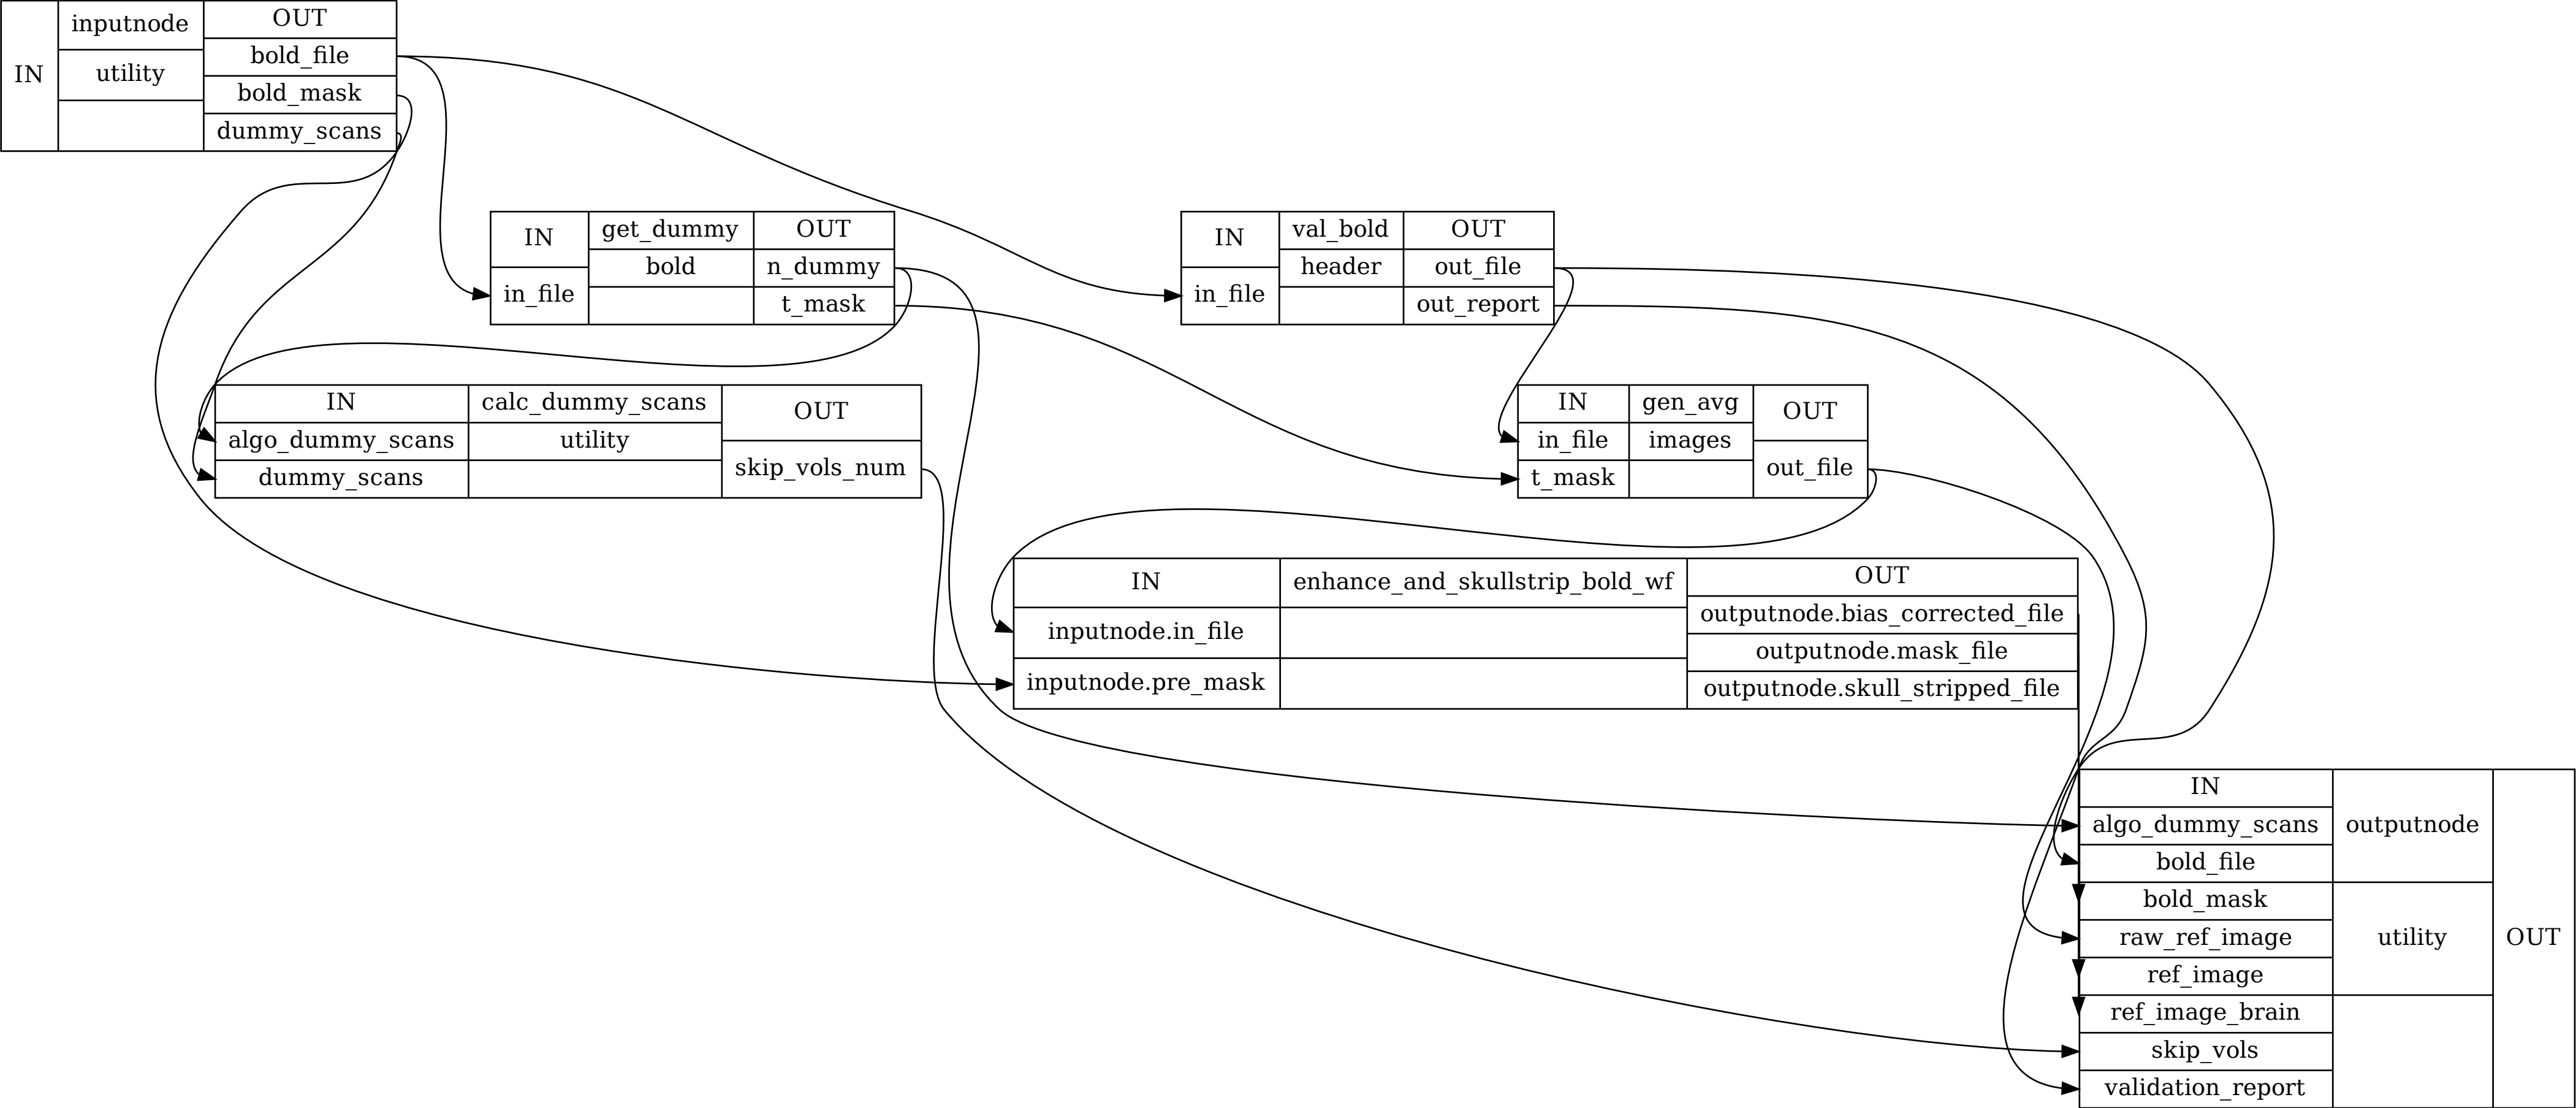 IN
inputnode
utility
OUT
bold_file
bold_mask
dummy_scans
IN
in_file
get_dummy
bold
OUT
n_dummy
t_mask
IN
in_file
val_bold
header
OUT
out_file
out_report
IN
algo_dummy_scans
dummy_scans
calc_dummy_scans
utility
OUT
skip_vols_num
IN
in_file
t_mask
gen_avg
images
OUT
out_file
IN
inputnode.in_file
inputnode.pre_mask
enhance_and_skullstrip_bold_wf
OUT
outputnode.bias_corrected_file
outputnode.mask_file
outputnode.skull_stripped_file
IN
algo_dummy_scans
bold_file
bold_mask
raw_ref_image
ref_image
ref_image_brain
skip_vols
validation_report
outputnode
utility
OUT